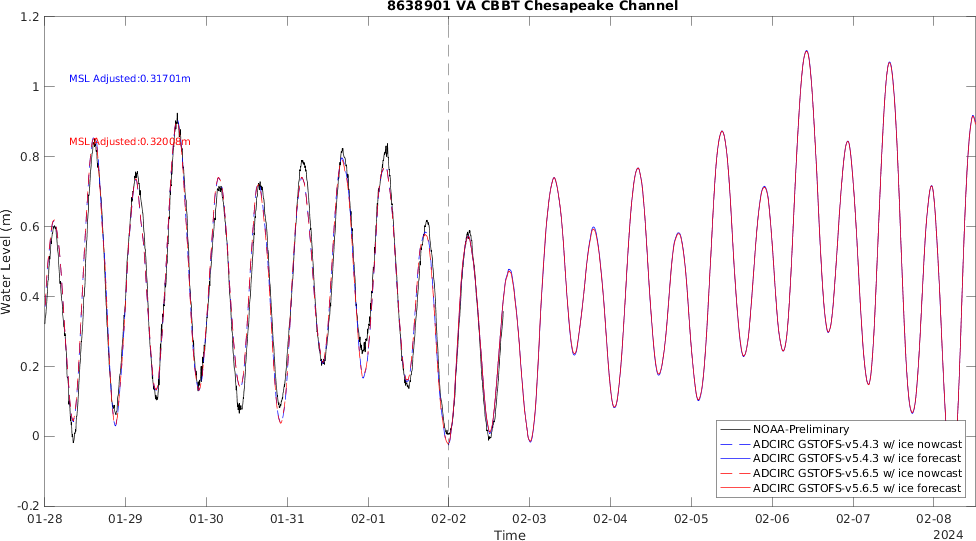 8638901 VA CBBT Chesapeake Channel
1.2
MSL Adjusted:0.31701m
1
MSL Adjusted:0.32008m
0.8
0.6
Water Level (m)
0.4
0.2
0
-0.2
NOAA-Preliminary
ADCIRC GSTOFS-v5.4.3 w/ ice nowcast
ADCIRC GSTOFS-v5.4.3 w/ ice forecast
ADCIRC GSTOFS-v5.6.5 w/ ice nowcast
ADCIRC GSTOFS-v5.6.5 w/ ice forecast
01-28 01-29 01-30 01-31 02-01 02-02 02-03 02-04 02-05 02-06 02-07 02-08
Time 2024